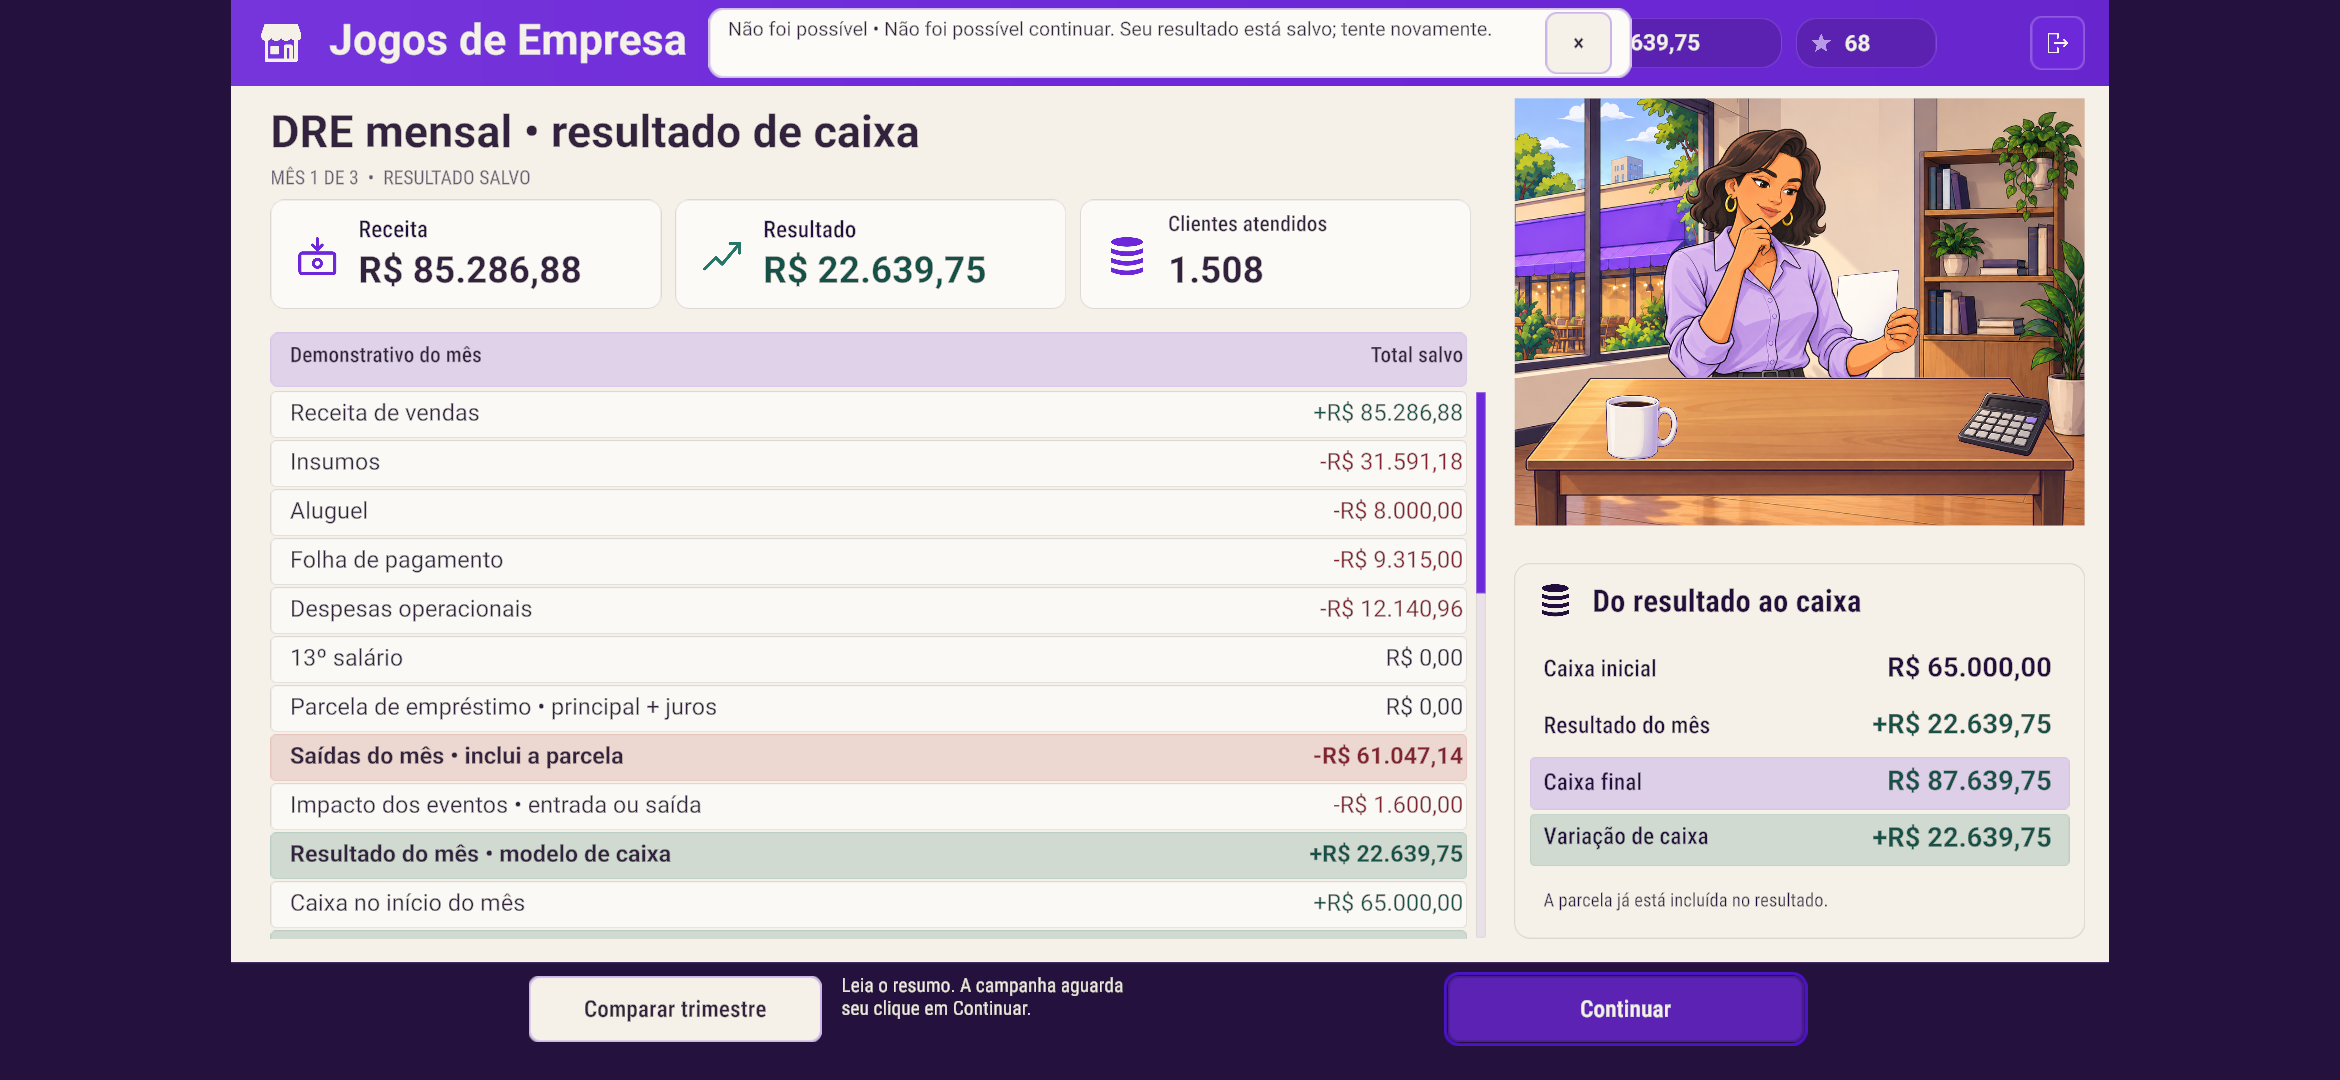 Jogos de Empresa
Não foi possível • Não foi possível continuar. Seu resultado está salvo; tente novamente.
×
639,75
68
DRE mensal • resultado de caixa
MÊS 1 DE 3 • RESULTADO SALVO
Receita
R$ 85.286,88
Resultado
R$ 22.639,75
Clientes atendidos
1.508
Demonstrativo do mês Total salvo
Receita de vendas +R$ 85.286,88
Insumos -R$ 31.591,18
Aluguel -R$ 8.000,00
Folha de pagamento -R$ 9.315,00
Despesas operacionais -R$ 12.140,96
13º salário R$ 0,00
Parcela de empréstimo • principal + juros R$ 0,00
Saídas do mês • inclui a parcela -R$ 61.047,14
Impacto dos eventos • entrada ou saída -R$ 1.600,00
Resultado do mês • modelo de caixa +R$ 22.639,75
Caixa no início do mês +R$ 65.000,00
Do resultado ao caixa
Caixa inicial R$ 65.000,00
Resultado do mês +R$ 22.639,75
Caixa final R$ 87.639,75
Variação de caixa +R$ 22.639,75
A parcela já está incluída no resultado.
Comparar trimestre
Leia o resumo. A campanha aguarda
seu clique em Continuar.
Continuar